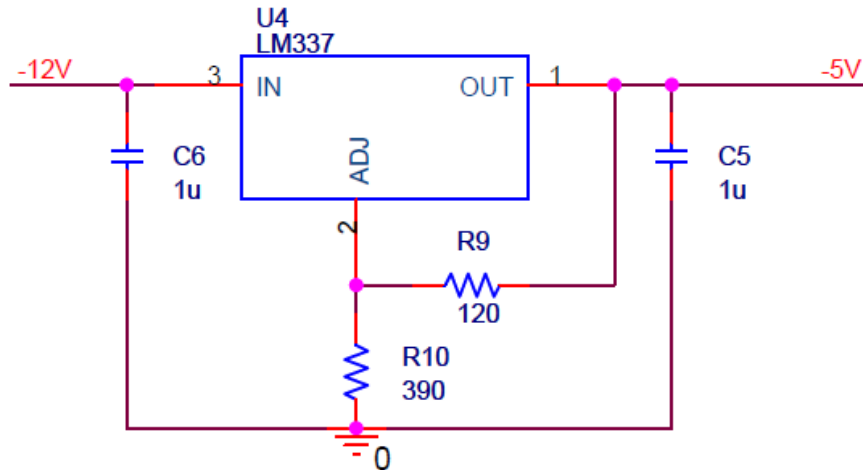 U4
LM337
-12V
3
IN
OUT
1
-5V
ADJ
2
C6
1u
C5
1u
R9
120
R10
390
0